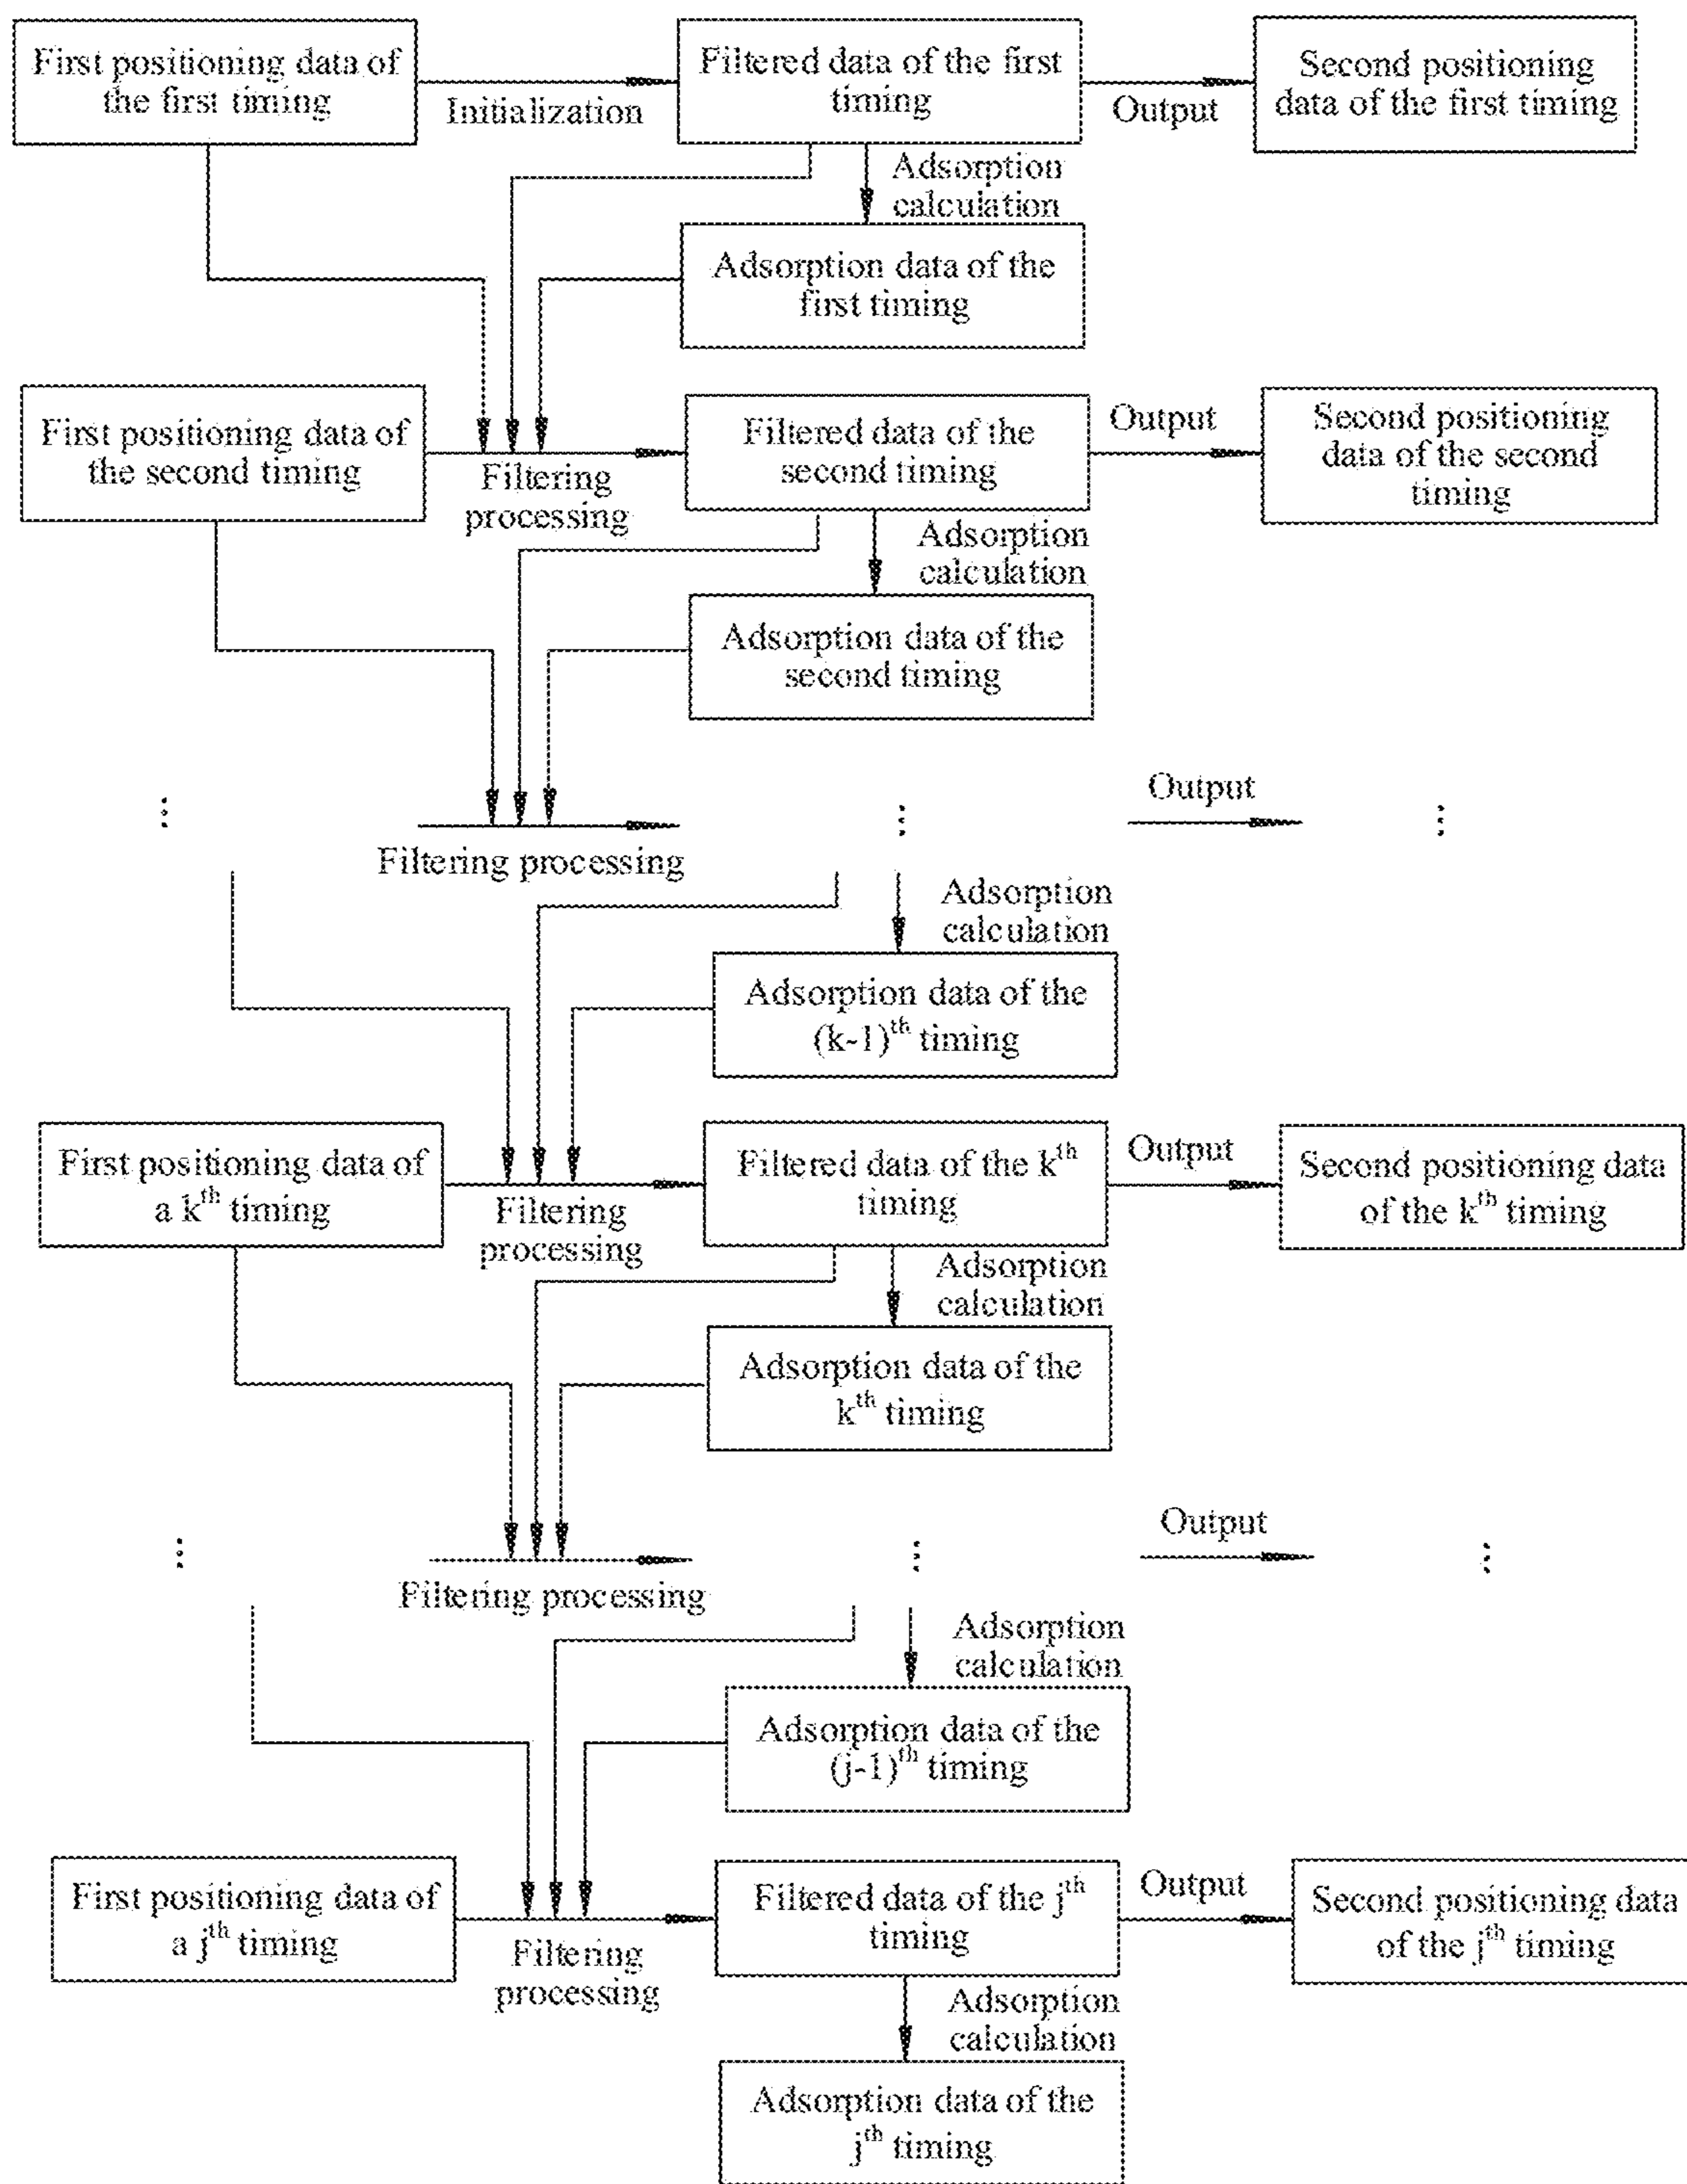 First positioning data of
the first timing
Initialization
Filtered data of the first
timing
Output
Second positioning
data of the first timing
Adsorption
calculation
Adsorption data of the
first timing
First positioning data of
the second timing
Filtering
processing
Filtered data of the
second timing
Output
Second positioning
data of the second
timing
Adsorption
calculation
Adsorption data of the
second timing
⋮
Filtering processing
⋮
Output
⋮
Adsorption
calculation
Adsorption data of the
(k-1)th timing
First positioning data of
a kth timing
Filtering
processing
Filtered data of the kth
timing
Output
Second positioning data
of the kth timing
Adsorption
calculation
Adsorption data of the
kth timing
⋮
Filtering processing
⋮
Output
⋮
Adsorption
calculation
Adsorption data of the
(j-1)th timing
First positioning data of
a jth timing
Filtering
processing
Filtered data of the jth
timing
Output
Second positioning data
of the jth timing
Adsorption
calculation
Adsorption data of the
jth timing